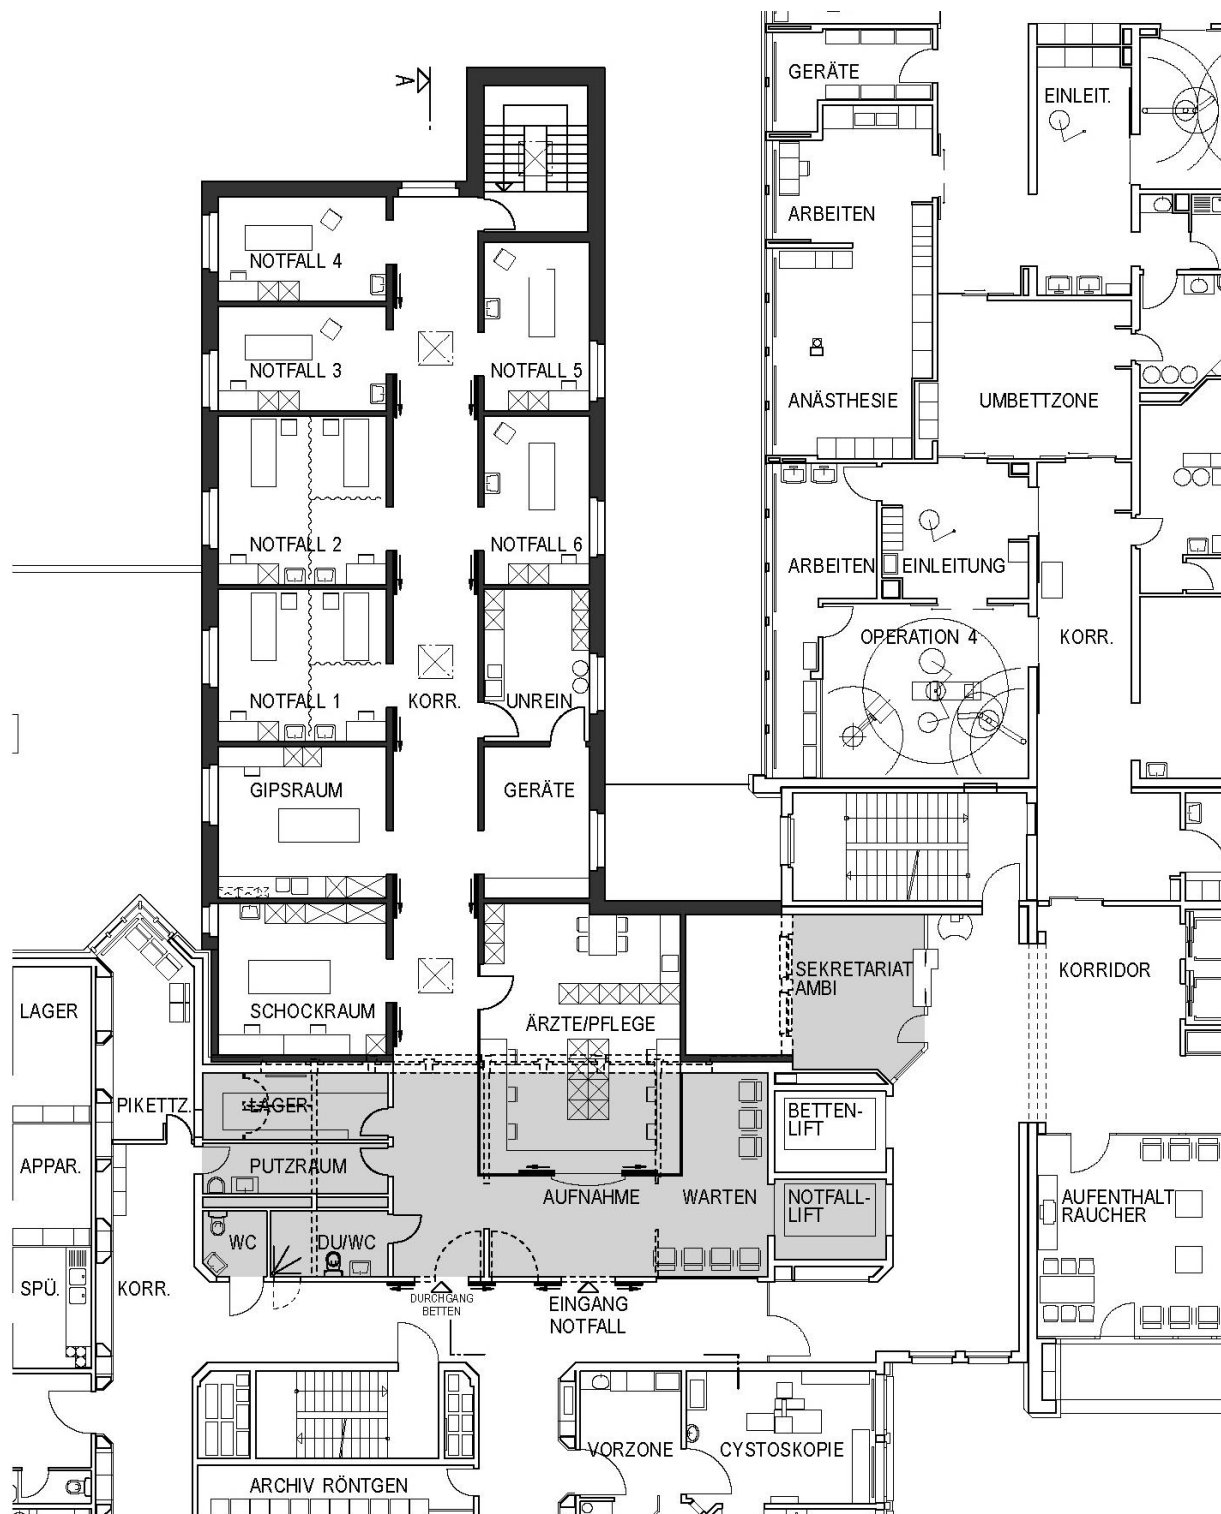 A
GERÄTE
EINLEIT.
ARBEITEN
NOTFALL 4
NOTFALL 3
NOTFALL 5
ANÄSTHESIE
UMBETTZONE
NOTFALL 2
NOTFALL 6
ARBEITEN
EINLEITUNG
OPERATION 4
KORR.
NOTFALL 1
KORR.
UNREIN
GIPSRAUM
GERÄTE
SEKRETARIAT
AMBI
KORRIDOR
LAGER
SCHOCKRAUM
ÄRZTE/PFLEGE
PIKETTZ.
LAGER
BETTEN-
LIFT
APPAR.
PUTZRAUM
AUFNAHME
WARTEN
NOTFALL-
LIFT
AUFENTHALT
RAUCHER
WC
DU/WC
SPÜ.
KORR.
DURCHGANG
BETTEN
EINGANG
NOTFALL
VORZONE
CYSTOSKOPIE
ARCHIV RÖNTGEN